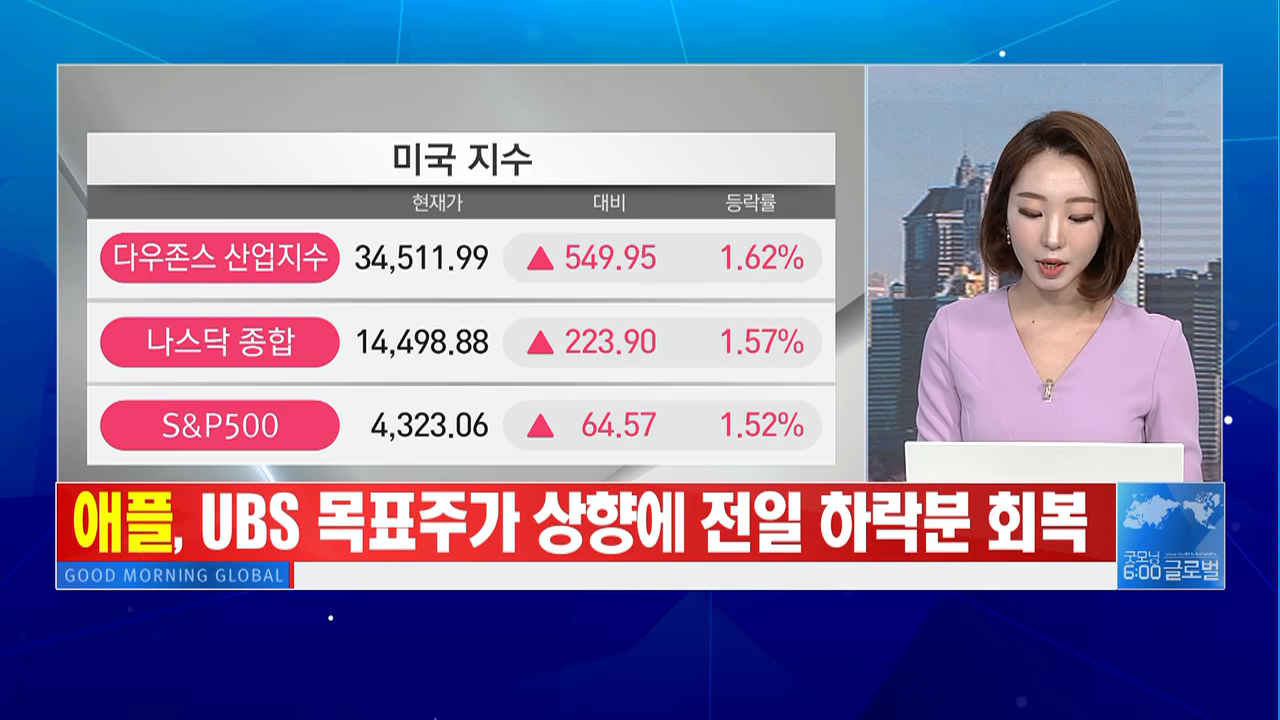 미국 지수
현재가 대비 등락률
다우존스 산업지수 34,511.99 ▲ 549.95 1.62%
나스닥 종합 14,498.88 ▲ 223.90 1.57%
S&P500 4,323.06 ▲ 64.57 1.52%
애플, UBS 목표주가 상향에 전일 하락분 회복
GOOD MORNING GLOBAL
굿모닝
6:00 글로벌